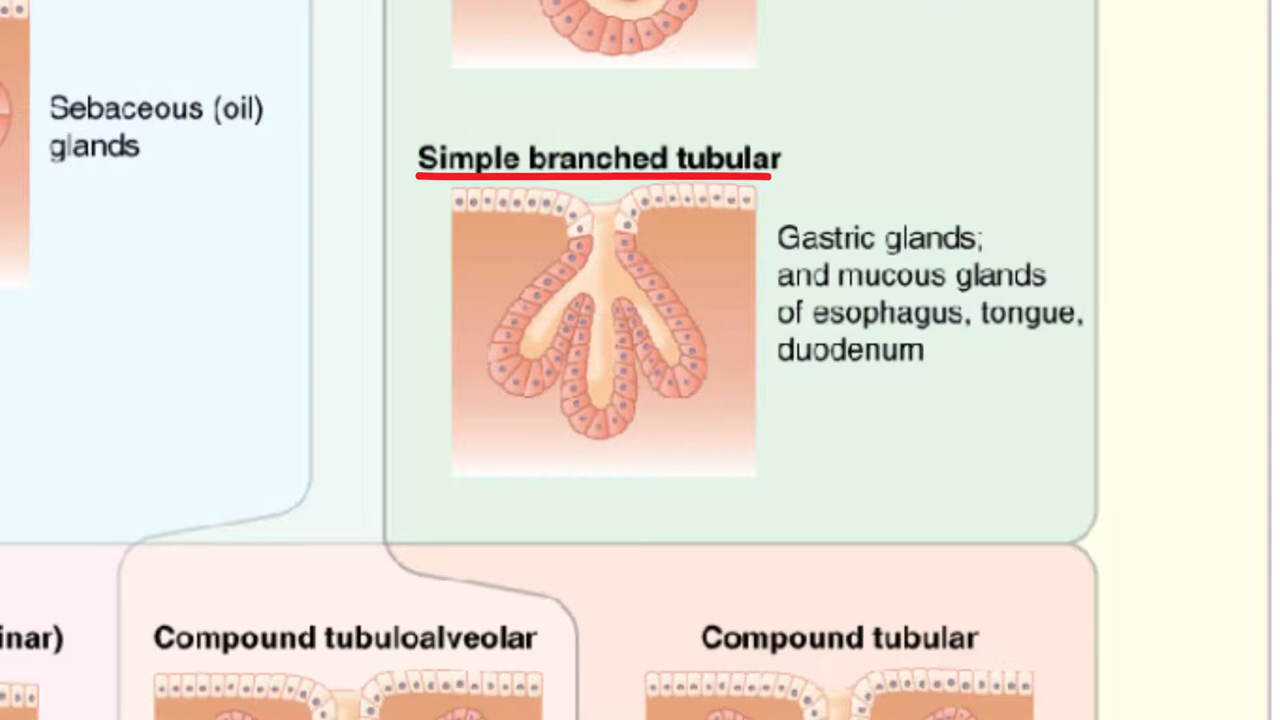 Sebaceous (oil)
glands
Simple branched tubular
Gastric glands;
and mucous glands
of esophagus, tongue,
duodenum
inar)
Compound tubuloalveolar
Compound tubular